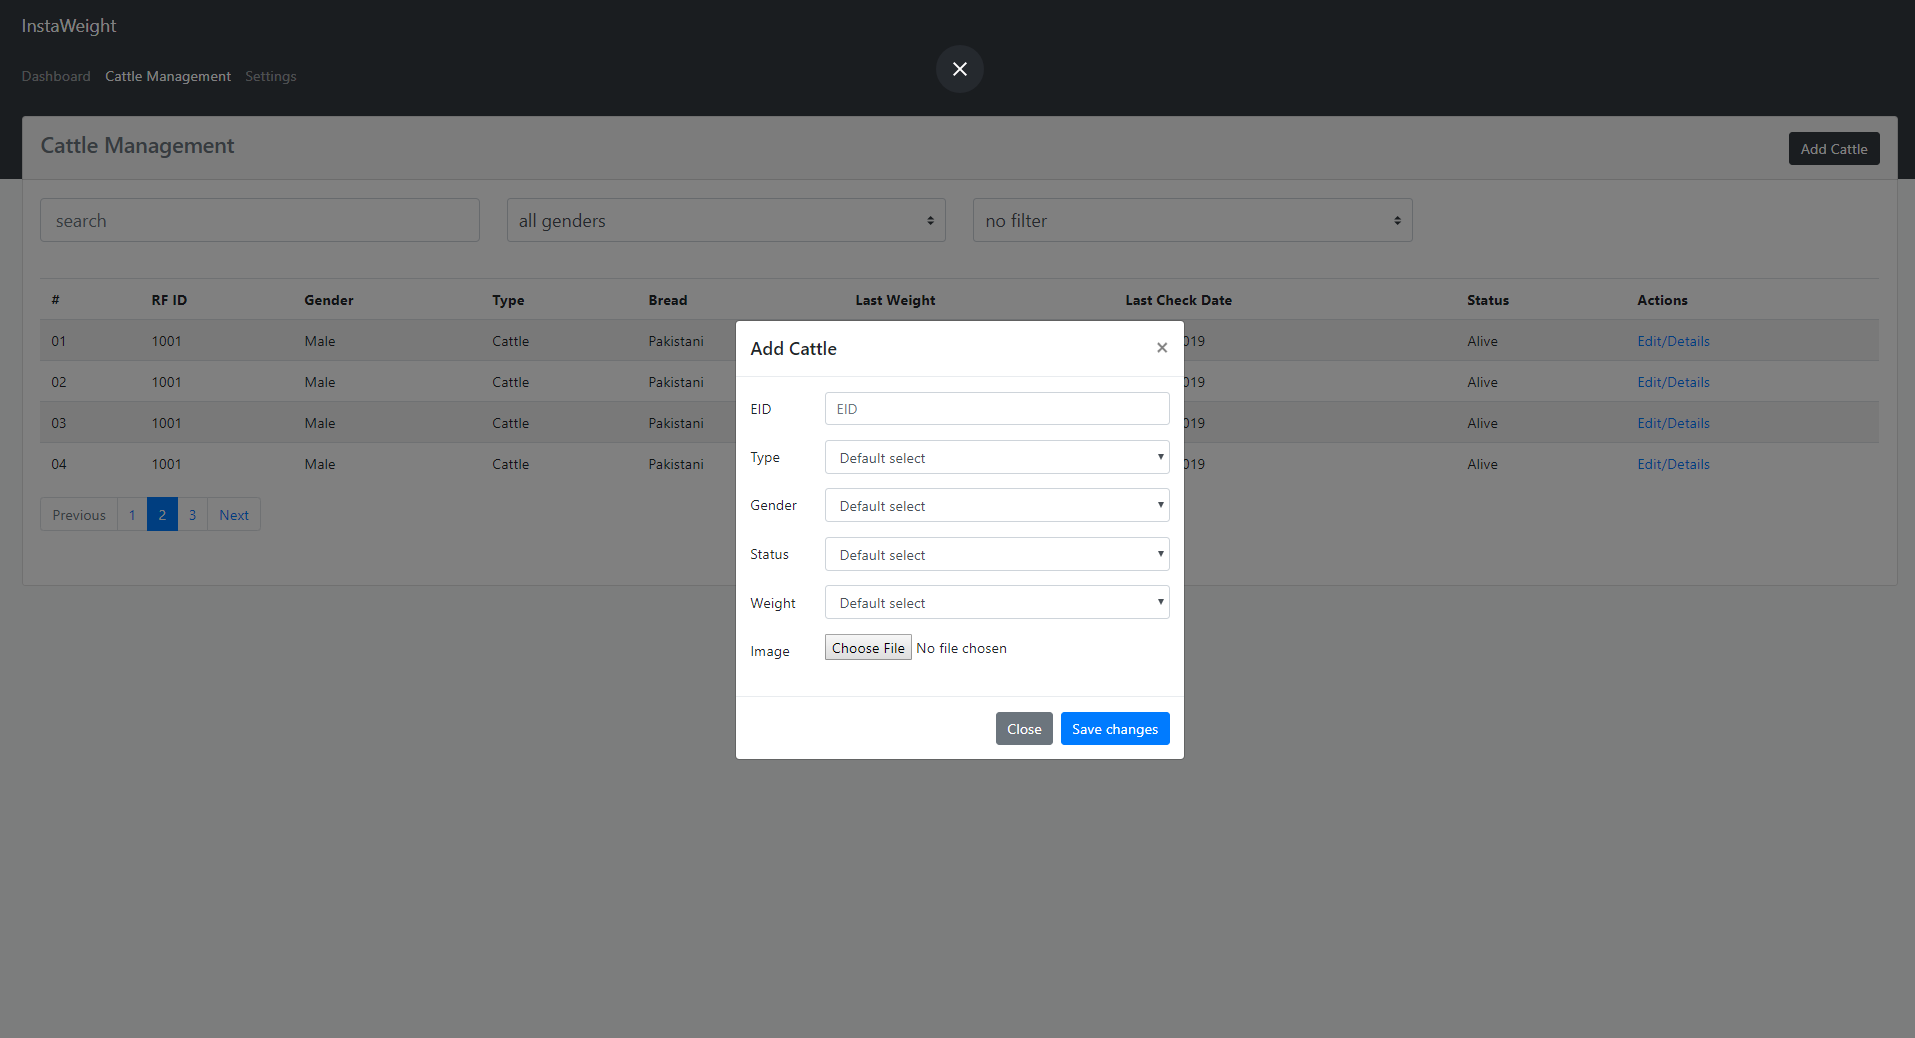 InstaWeight
Dashboard Cattle Management Settings
Cattle Management
Add Cattle
search
all genders
no filter
# RF ID Gender Type Bread Last Weight Last Check Date Status Actions
01 1001 Male Cattle Pakistani 019 Alive Edit/Details
02 1001 Male Cattle Pakistani 019 Alive Edit/Details
03 1001 Male Cattle Pakistani 019 Alive Edit/Details
04 1001 Male Cattle Pakistani 019 Alive Edit/Details
Previous 1 2 3 Next
Add Cattle ×
EID EID
Type Default select
Gender Default select
Status Default select
Weight Default select
Image Choose File No file chosen
Close Save changes